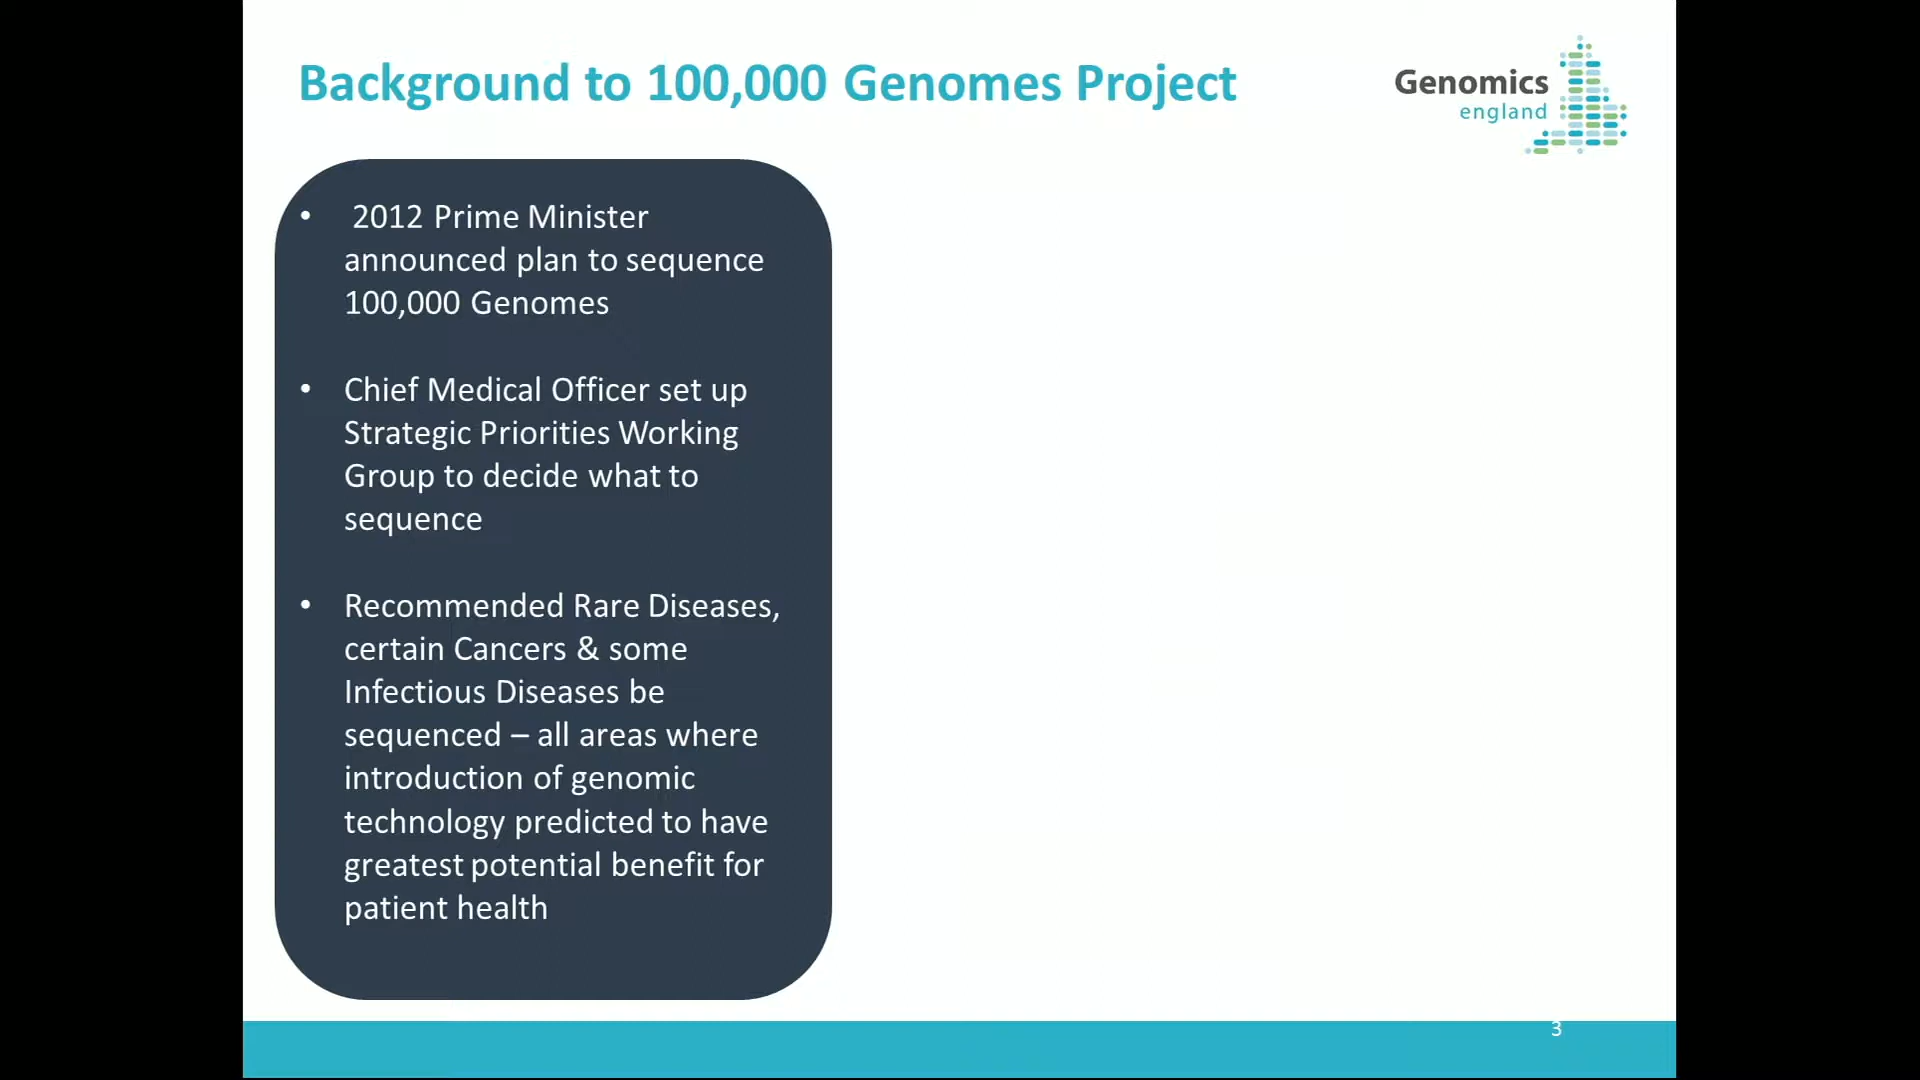 Background to 100,000 Genomes Project
Genomics
england
• 2012 Prime Minister
announced plan to sequence
100,000 Genomes
• Chief Medical Officer set up
Strategic Priorities Working
Group to decide what to
sequence
• Recommended Rare Diseases,
certain Cancers & some
Infectious Diseases be
sequenced – all areas where
introduction of genomic
technology predicted to have
greatest potential benefit for
patient health
3